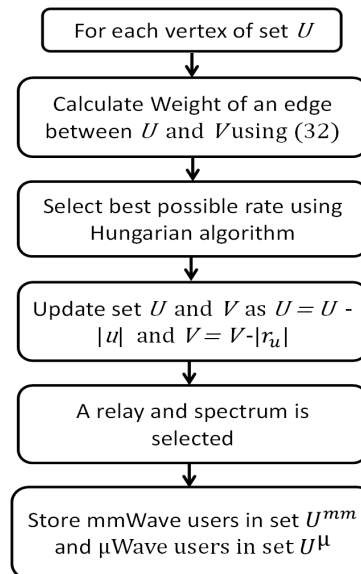 For each vertex of set U
Calculate Weight of an edge
between U and V using (32)
Select best possible rate using
Hungarian algorithm
Update set U and V as U = U -
|u| and V = V-|r_u|
A relay and spectrum is
selected
Store mmWave users in set U^{mm}
and μWave users in set U^μ